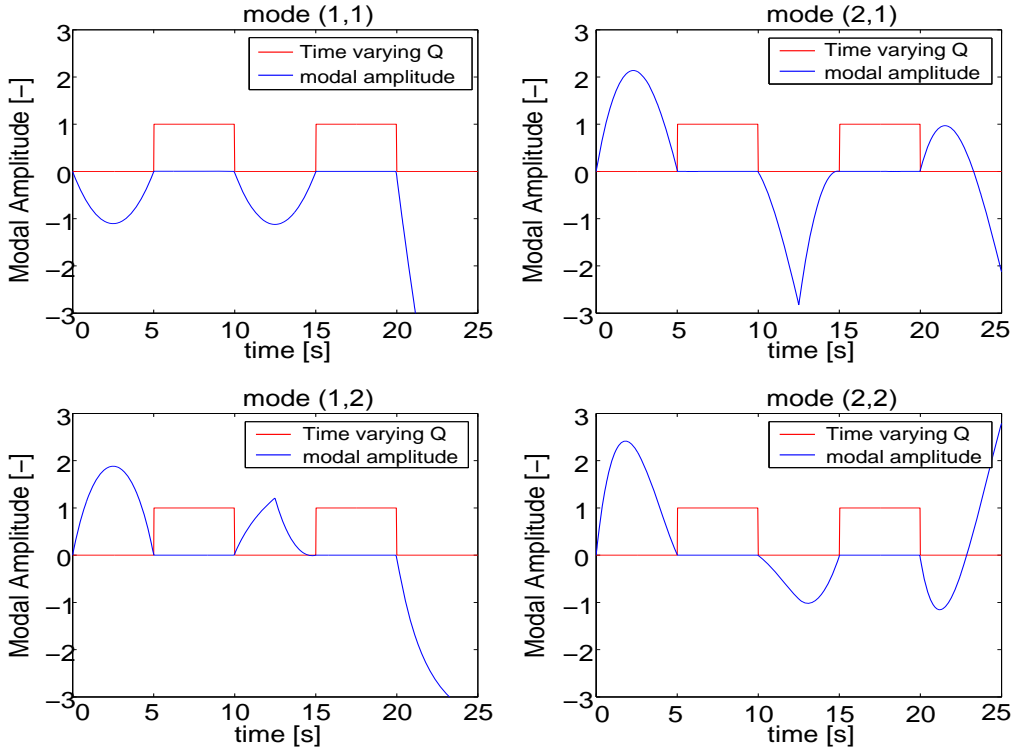 mode (1,1)
3
2
1
0
−1
−2
−3
Modal Amplitude [-]
Time varying Q
modal amplitude
0 5 10 15 20 25
time [s]
mode (2,1)
3
2
1
0
−1
−2
−3
Modal Amplitude [-]
Time varying Q
modal amplitude
0 5 10 15 20 25
time [s]
mode (1,2)
3
2
1
0
−1
−2
−3
Modal Amplitude [-]
Time varying Q
modal amplitude
0 5 10 15 20 25
time [s]
mode (2,2)
3
2
1
0
−1
−2
−3
Modal Amplitude [-]
Time varying Q
modal amplitude
0 5 10 15 20 25
time [s]